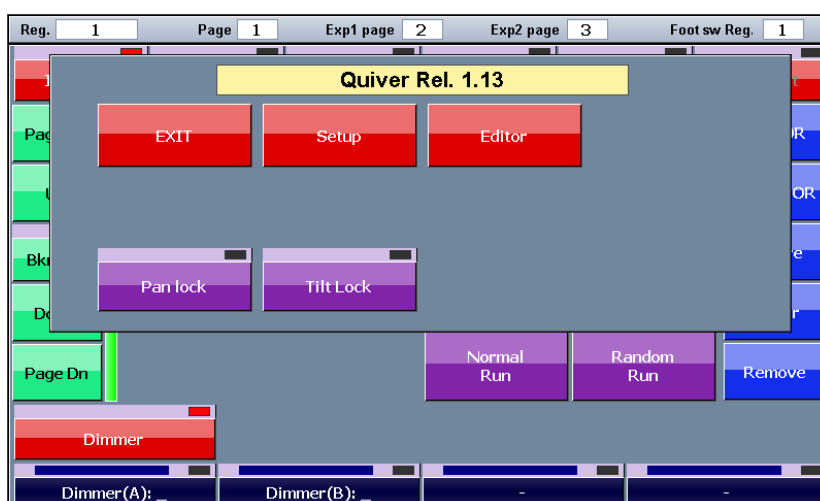 Reg. 1 Page 1 Exp1 page 2 Exp2 page 3 Foot sw Reg. 1
Quiver Rel. 1.13
EXIT Setup Editor
Pan lock Tilt Lock
Page Dn
Normal
Run
Random
Run
Remove
Dimmer
Dimmer(A): _ Dimmer(B): _ - -